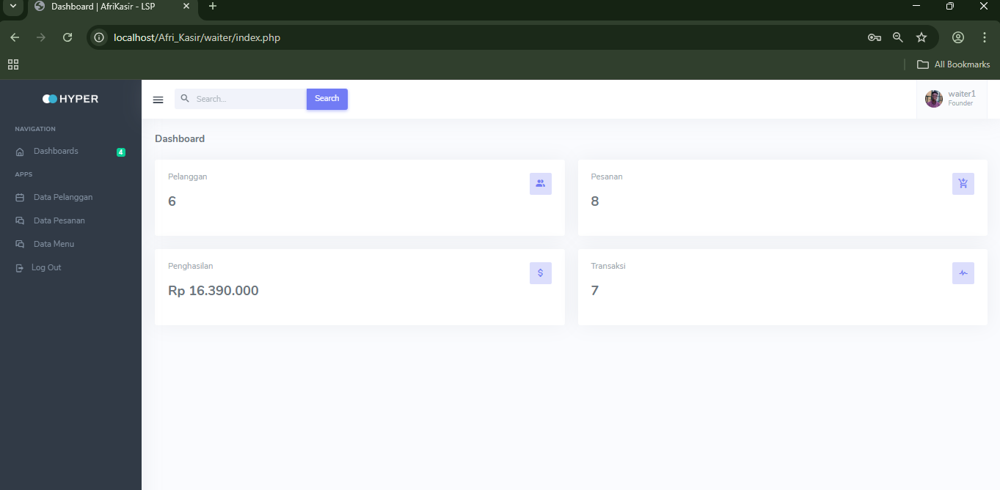 Dashboard | AfriKasir - LSP
localhost/Afri_Kasir/waiter/index.php
All Bookmarks
HYPER
Search...
Search
waiter1
Founder
NAVIGATION
Dashboards 4
APPS
Data Pelanggan
Data Pesanan
Data Menu
Log Out
Dashboard
Pelanggan
6
Pesanan
8
Penghasilan
$
Rp 16.390.000
Transaksi
7